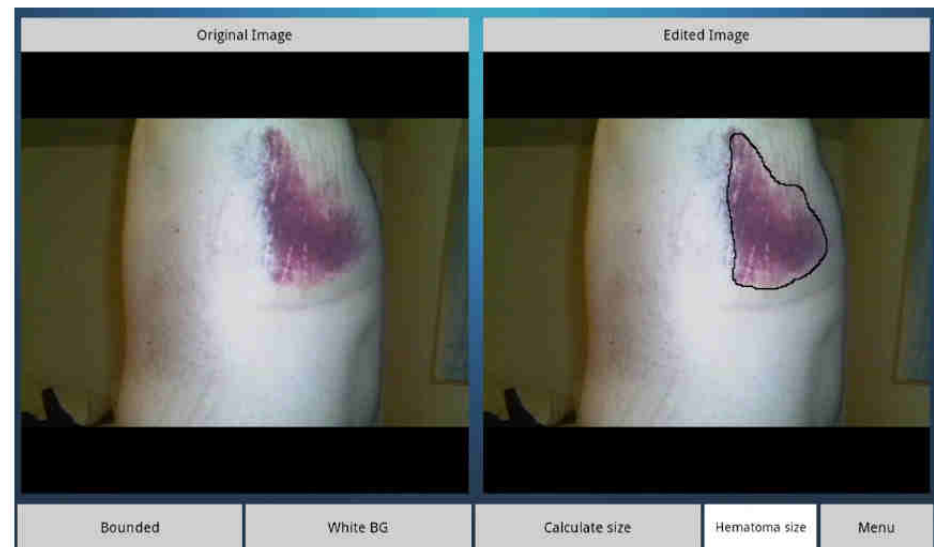 Original Image
Edited Image
Bounded
White BG
Calculate size
Hematoma size
Menu